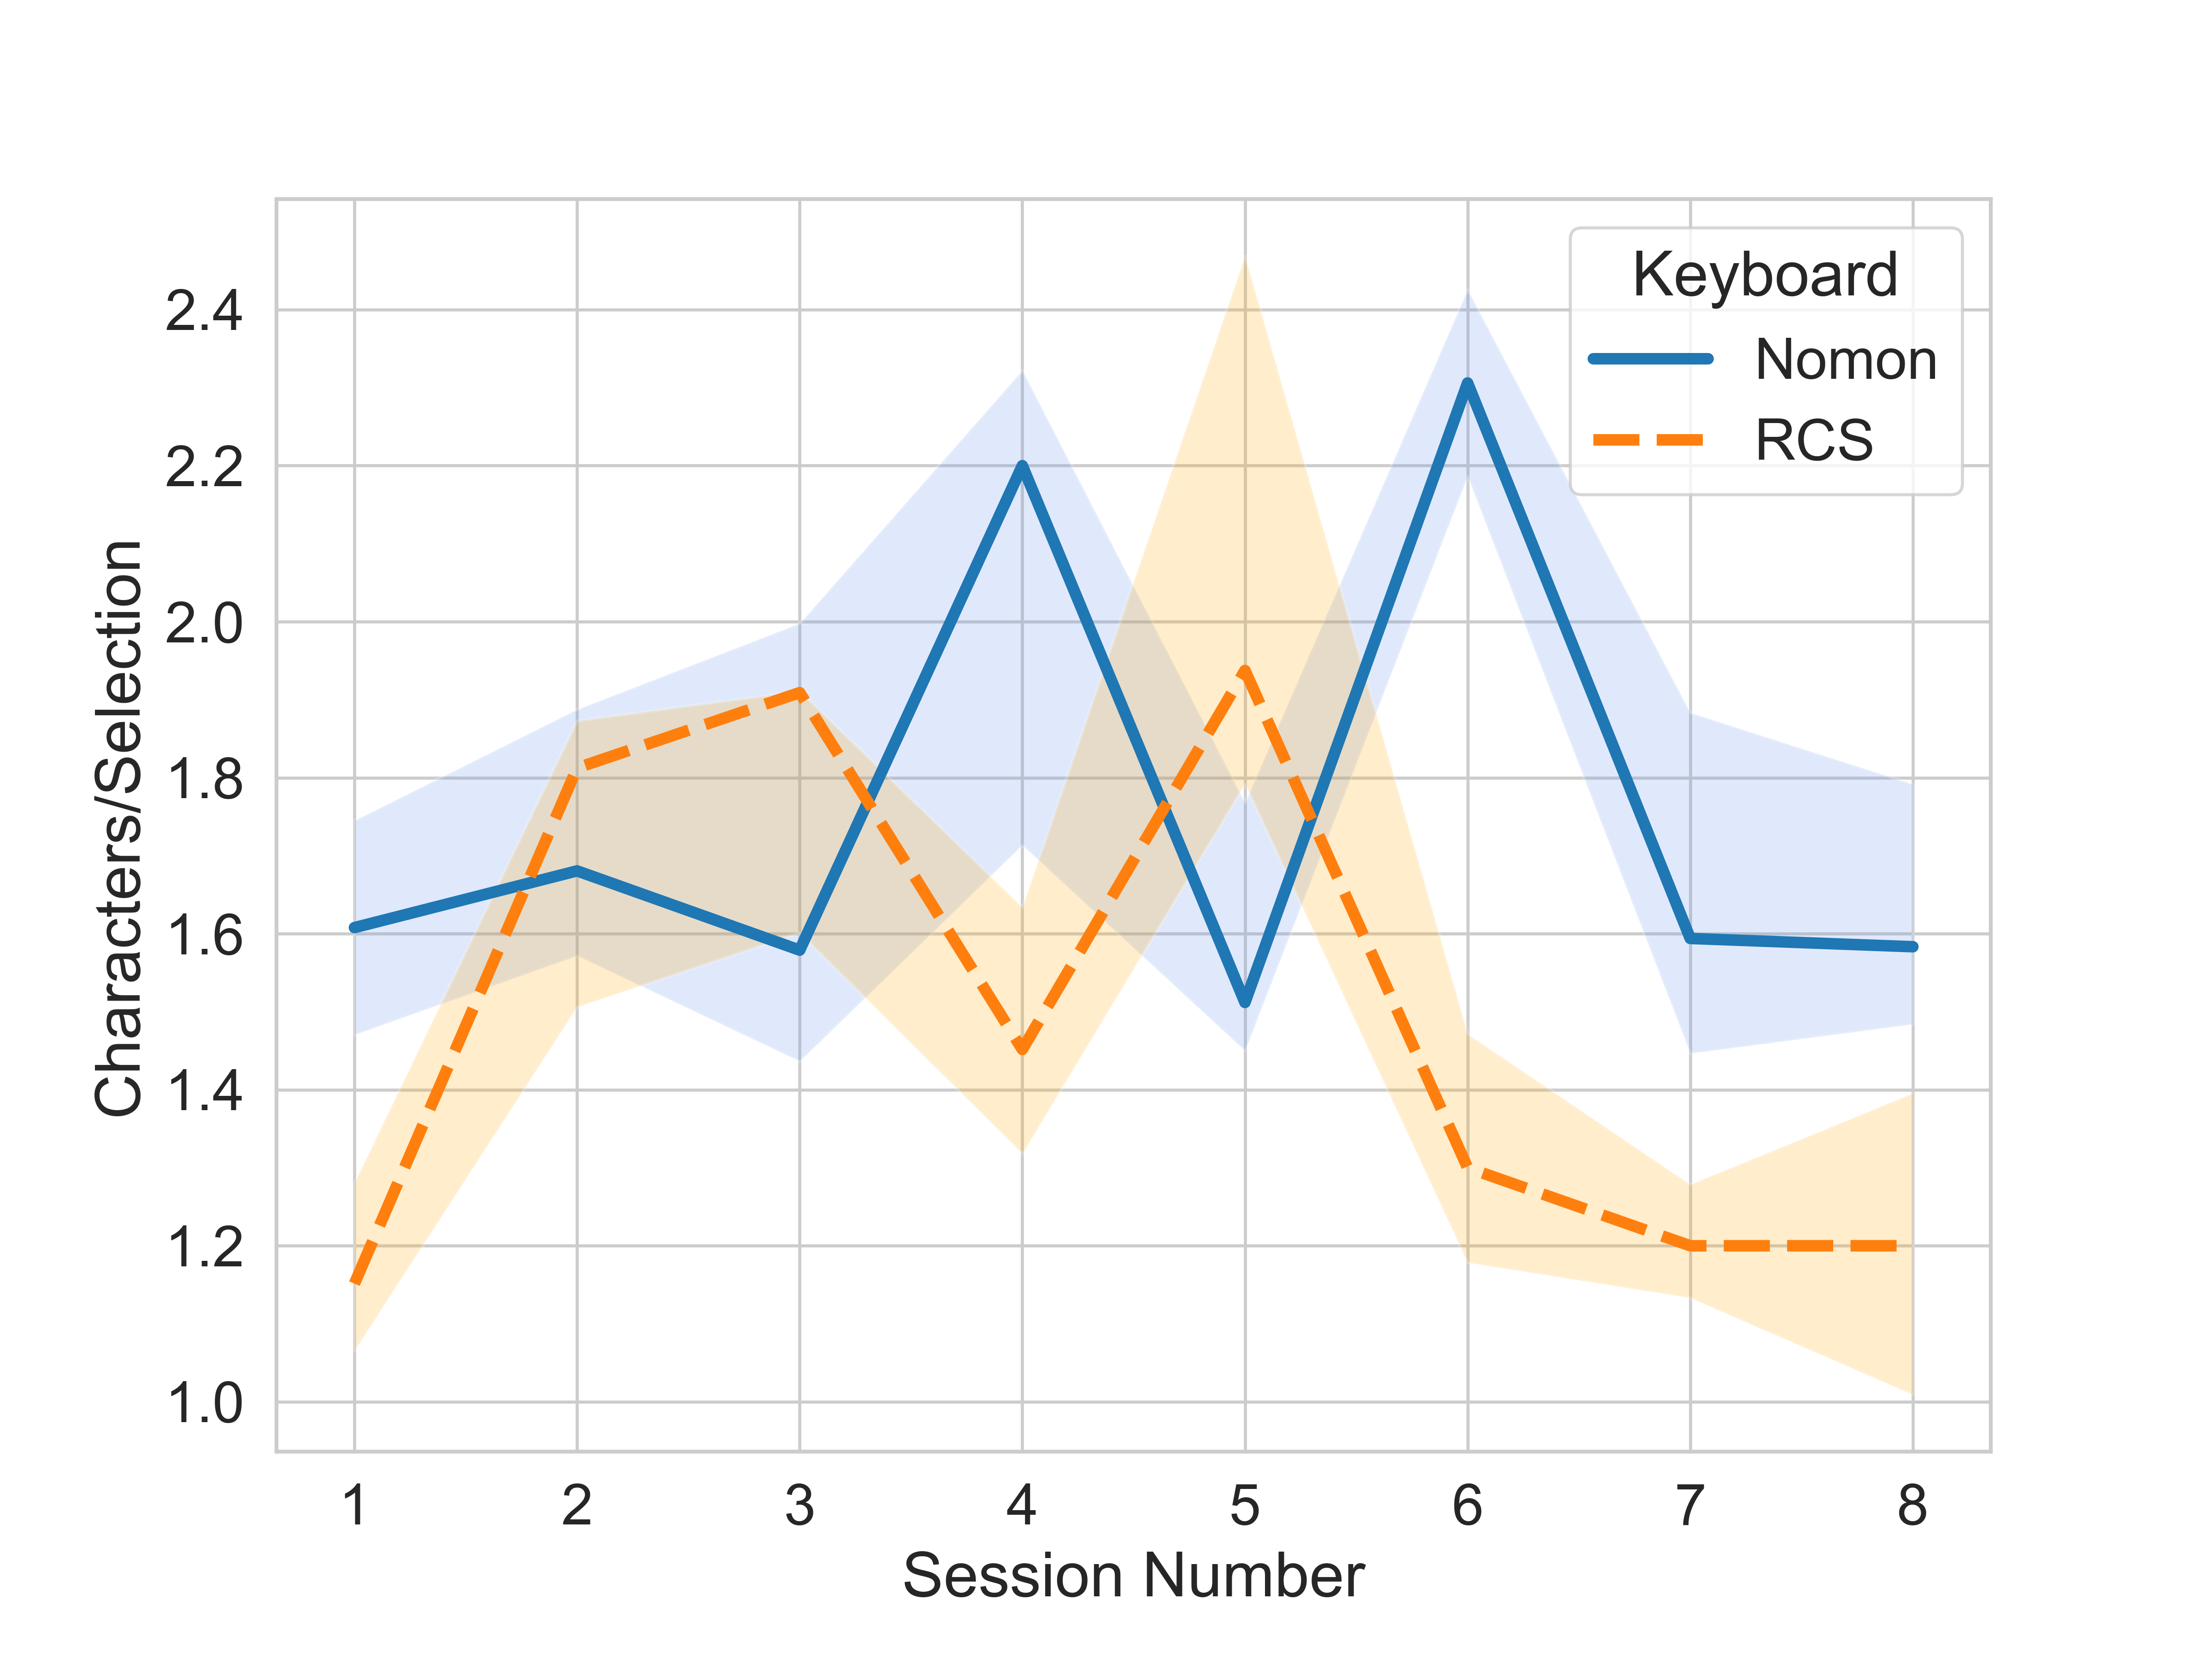 Keyboard
Nomon
RCS
Characters/Selection
2.4
2.2
2.0
1.8
1.6
1.4
1.2
1.0
1 2 3 4 5 6 7 8
Session Number